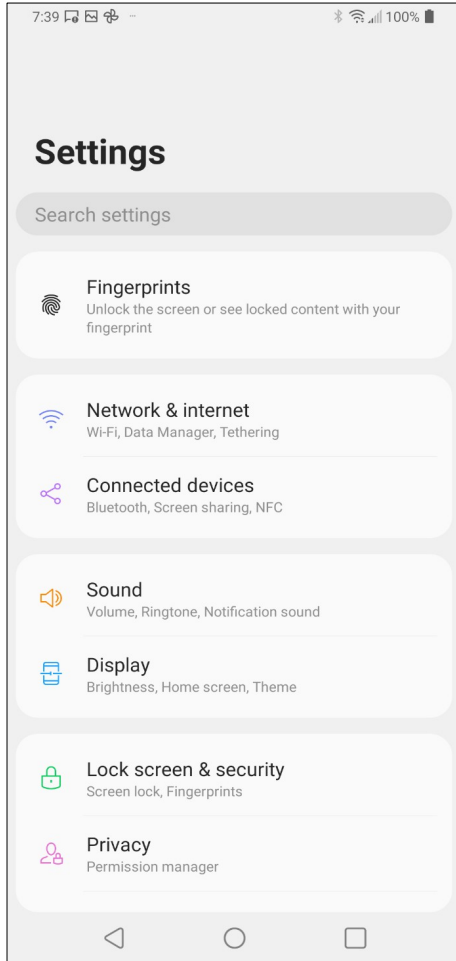 7:39
100%
Settings
Search settings
Fingerprints
Unlock the screen or see locked content with your
fingerprint
Network & internet
Wi-Fi, Data Manager, Tethering
Connected devices
Bluetooth, Screen sharing, NFC
Sound
Volume, Ringtone, Notification sound
Display
Brightness, Home screen, Theme
Lock screen & security
Screen lock, Fingerprints
Privacy
Permission manager